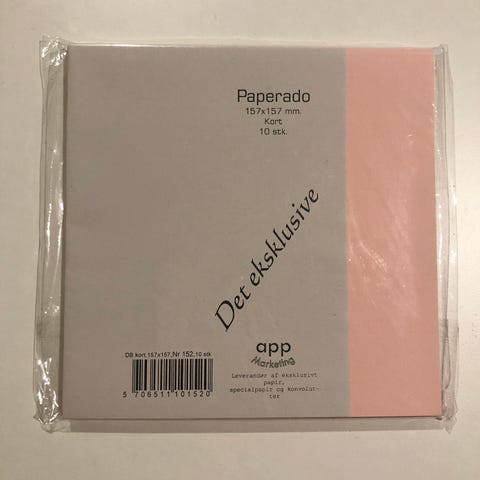 Paperado
157x157 mm.
Kort
10 stk.
Det eksklusive
app
Marketing
Leverandør af eksklusivt
papir,
specialpapir og konvolut-
ter
DB kort,157x157,Nr 152,10 stk
5 706511 101520